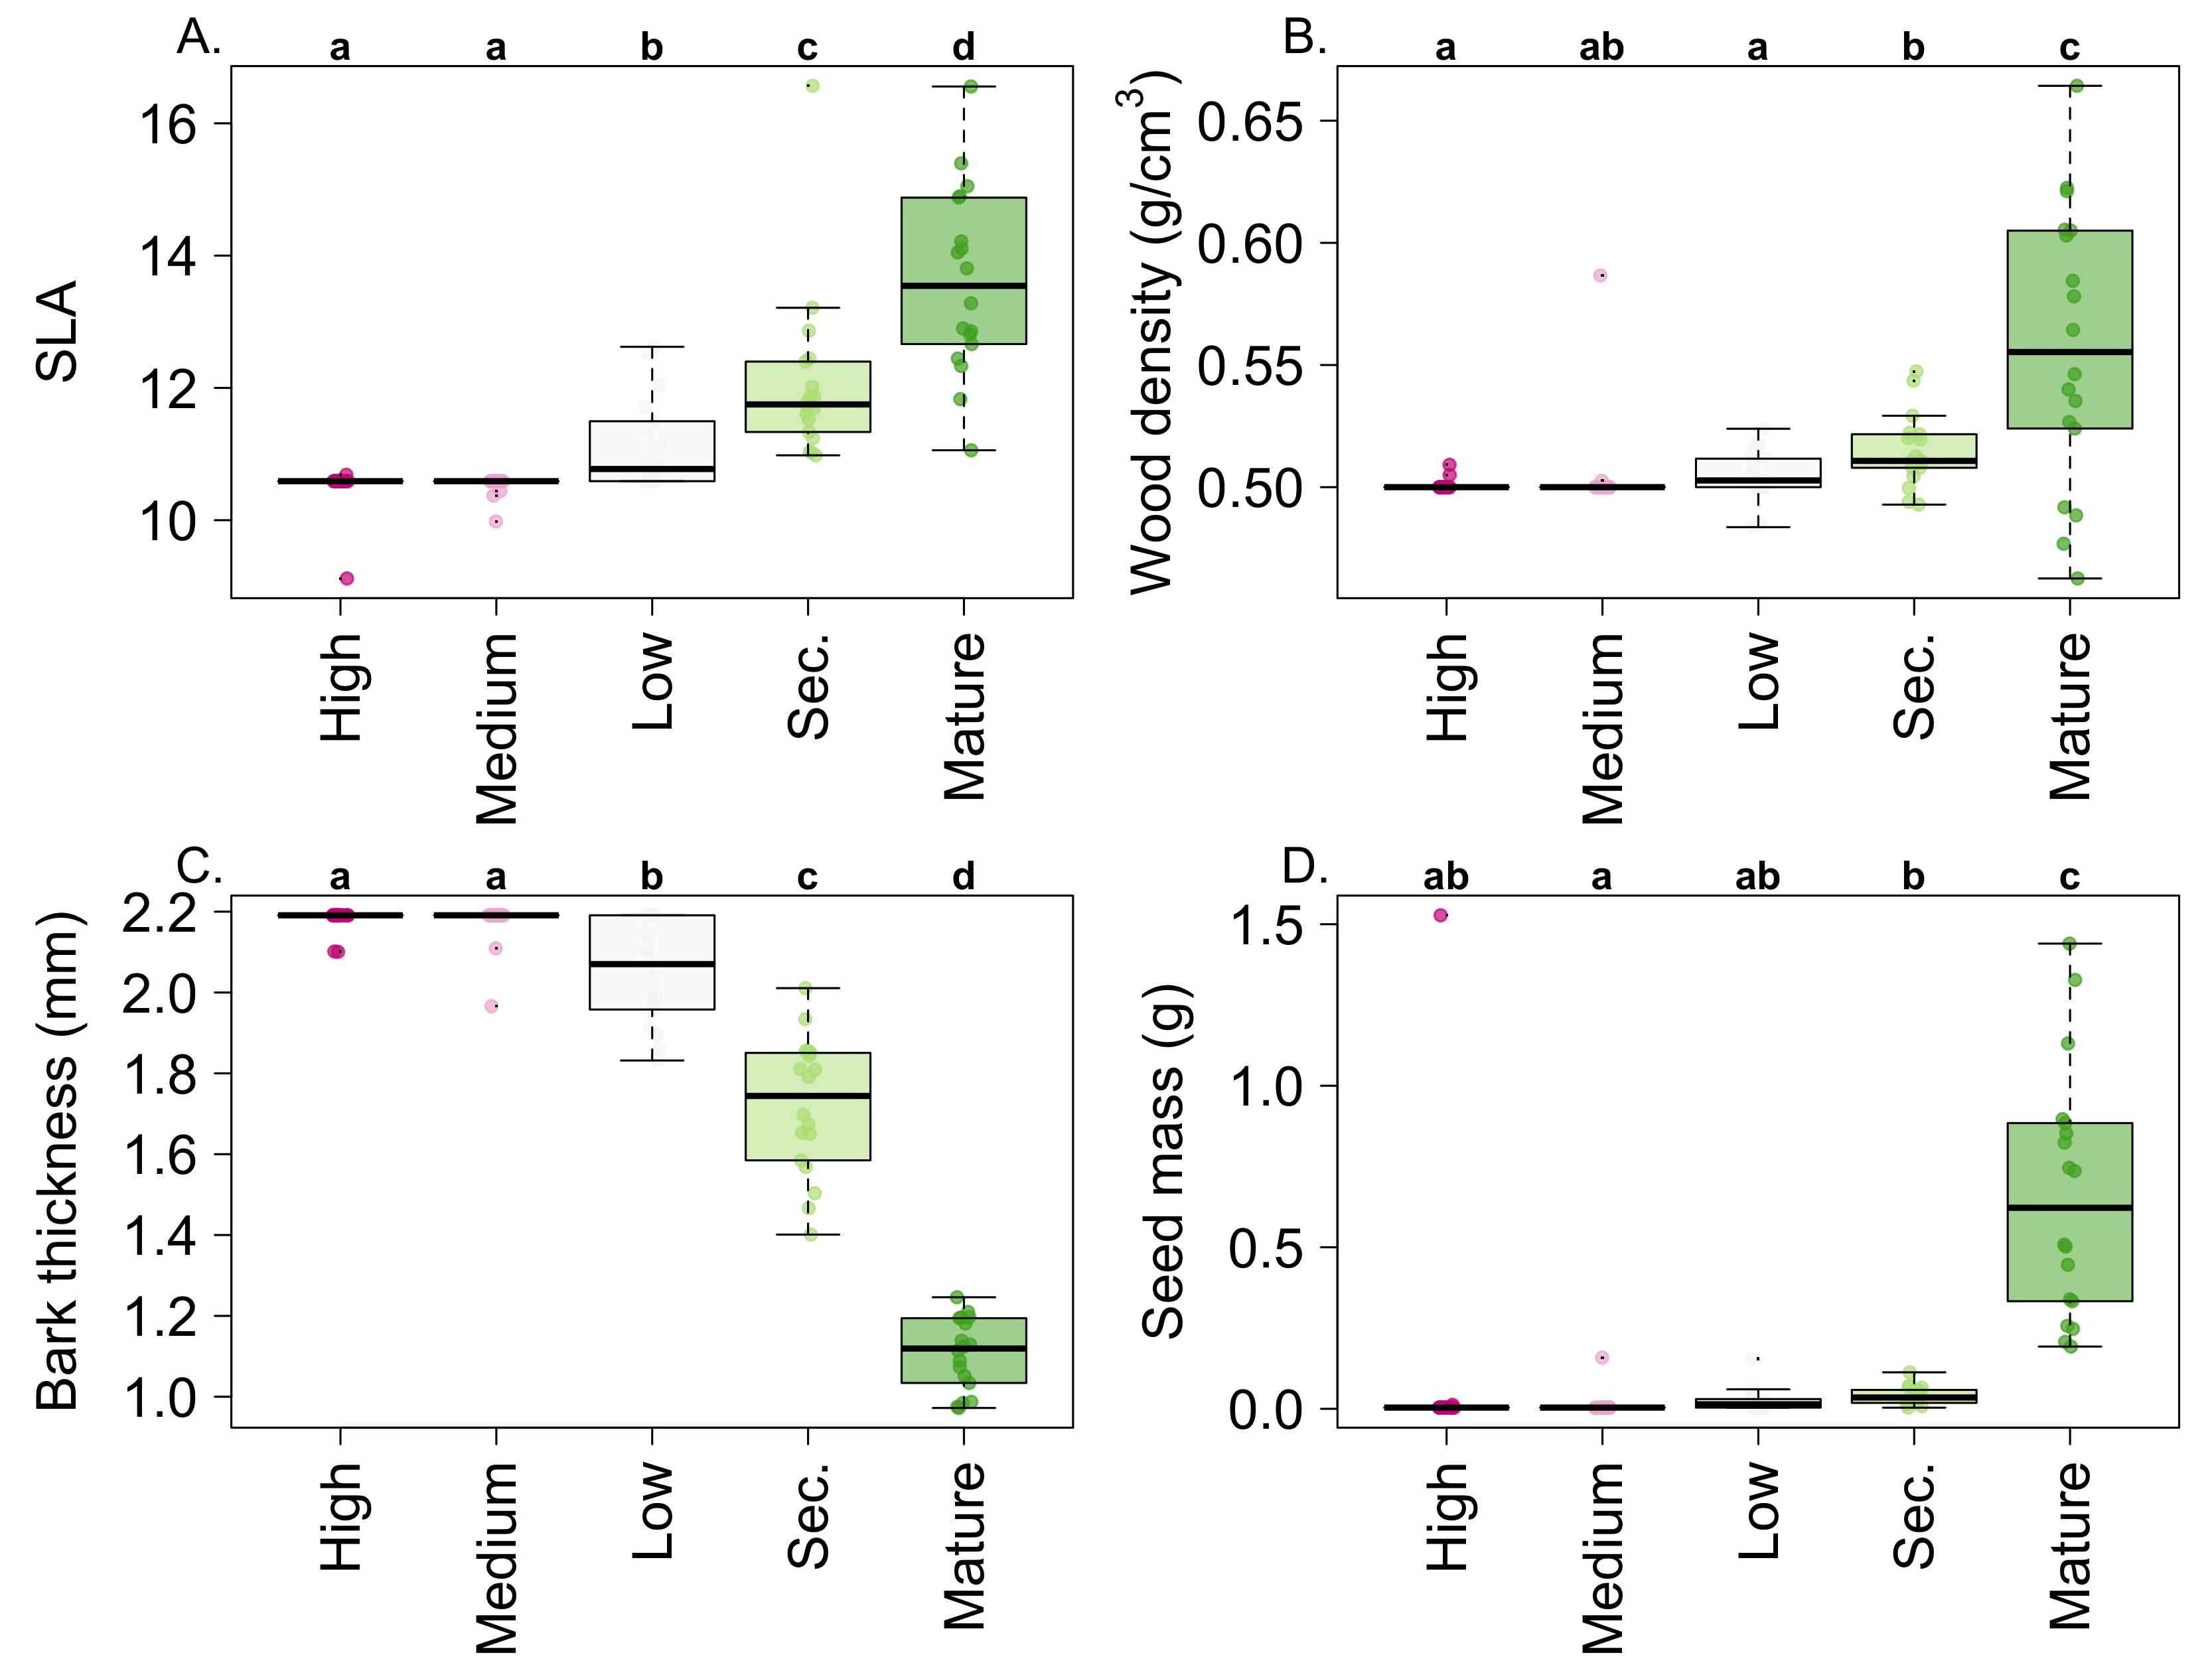 A.
a a b c d
SLA
16
14
12
10
High
Medium
Low
Sec.
Mature
B.
a ab a b c
Wood density (g/cm³)
0.65
0.60
0.55
0.50
High
Medium
Low
Sec.
Mature
C.
a a b c d
Bark thickness (mm)
2.2
2.0
1.8
1.6
1.4
1.2
1.0
High
Medium
Low
Sec.
Mature
D.
ab a ab b c
Seed mass (g)
1.5
1.0
0.5
0.0
High
Medium
Low
Sec.
Mature